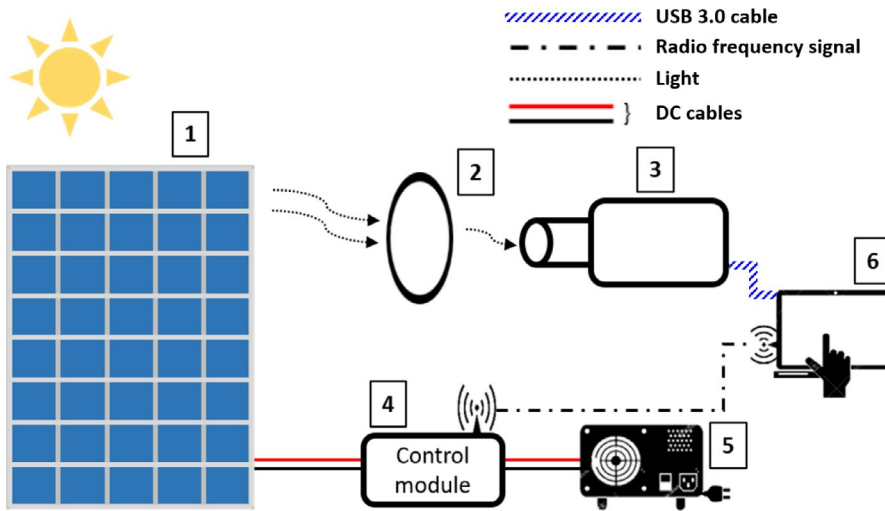 USB 3.0 cable
Radio frequency signal
Light
} DC cables
1
2
3
6
4
5
Control
module